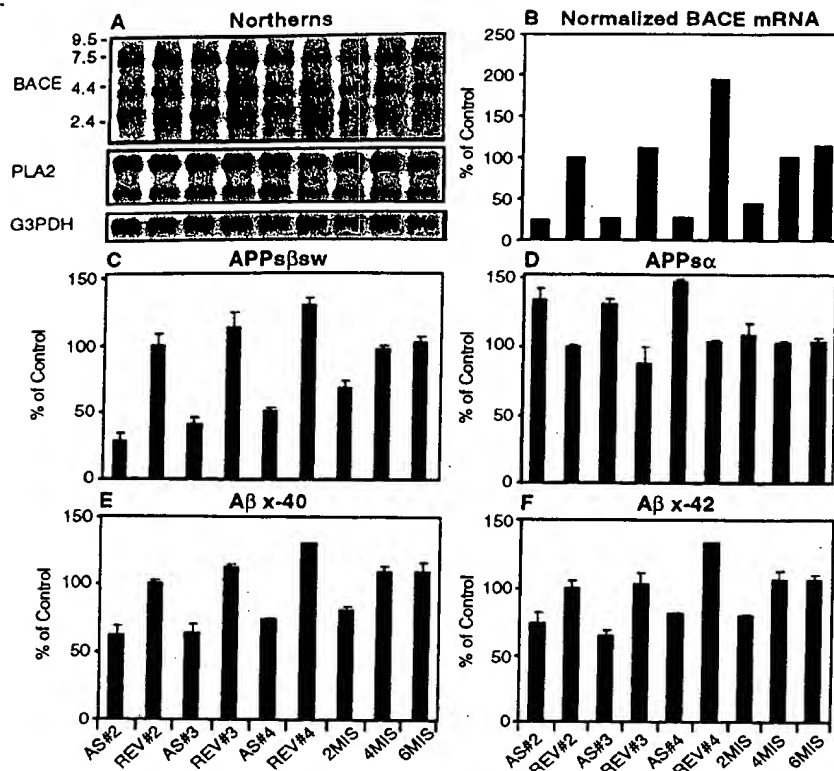 A Northerns
9.5 -
7.5 -
BACE
4.4 -
2.4 -
PLA2
G3PDH
B Normalized BACE mRNA
% of Control
250
200
150
100
50
0
C APPsβsw
% of Control
150
100
50
0
D APPsα
% of Control
150
100
50
0
E Aβ x-40
% of Control
150
100
50
0
AS#2 REV#2 AS#3 REV#3 AS#4 REV#4 2MIS 4MIS 6MIS
F Aβ x-42
% of Control
150
100
50
0
AS#2 REV#2 AS#3 REV#3 AS#4 REV#4 2MIS 4MIS 6MIS